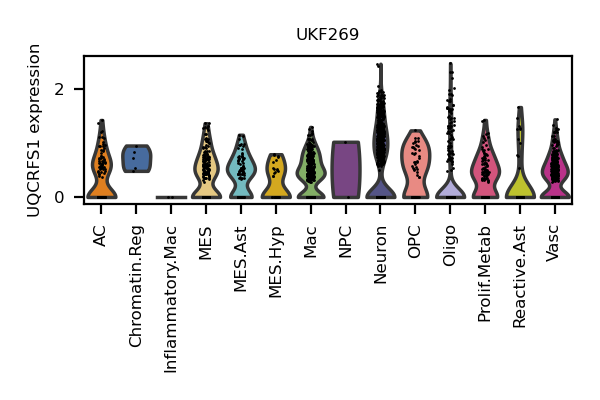 UKF269
UQCRFS1 expression
2
0
AC
Chromatin.Reg
Inflammatory.Mac
MES
MES.Ast
MES.Hyp
Mac
NPC
Neuron
OPC
Oligo
Prolif.Metab
Reactive.Ast
Vasc